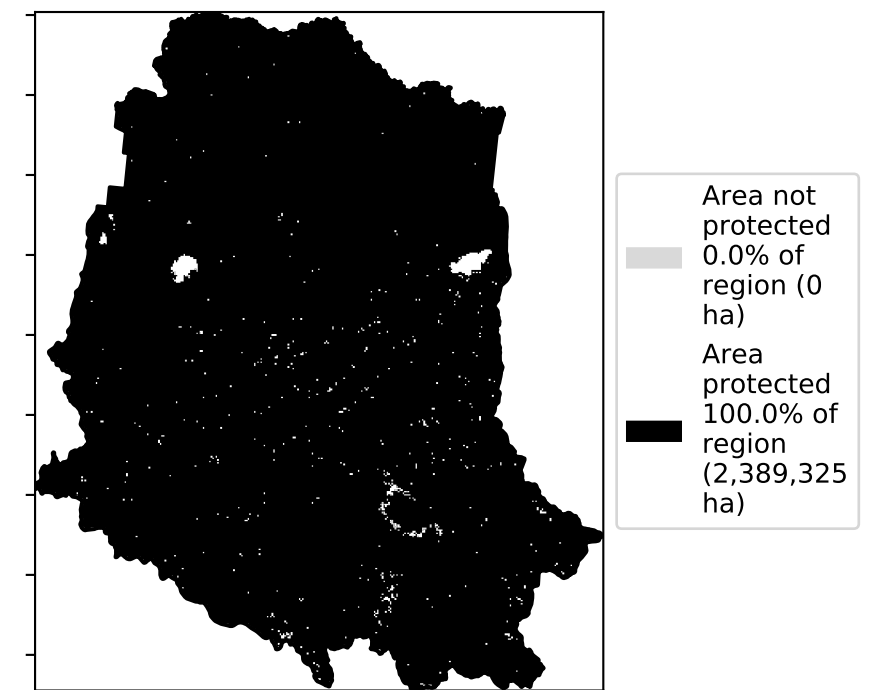 Area not
protected
0.0% of
region (0
ha)
Area
protected
100.0% of
region
(2,389,325
ha)